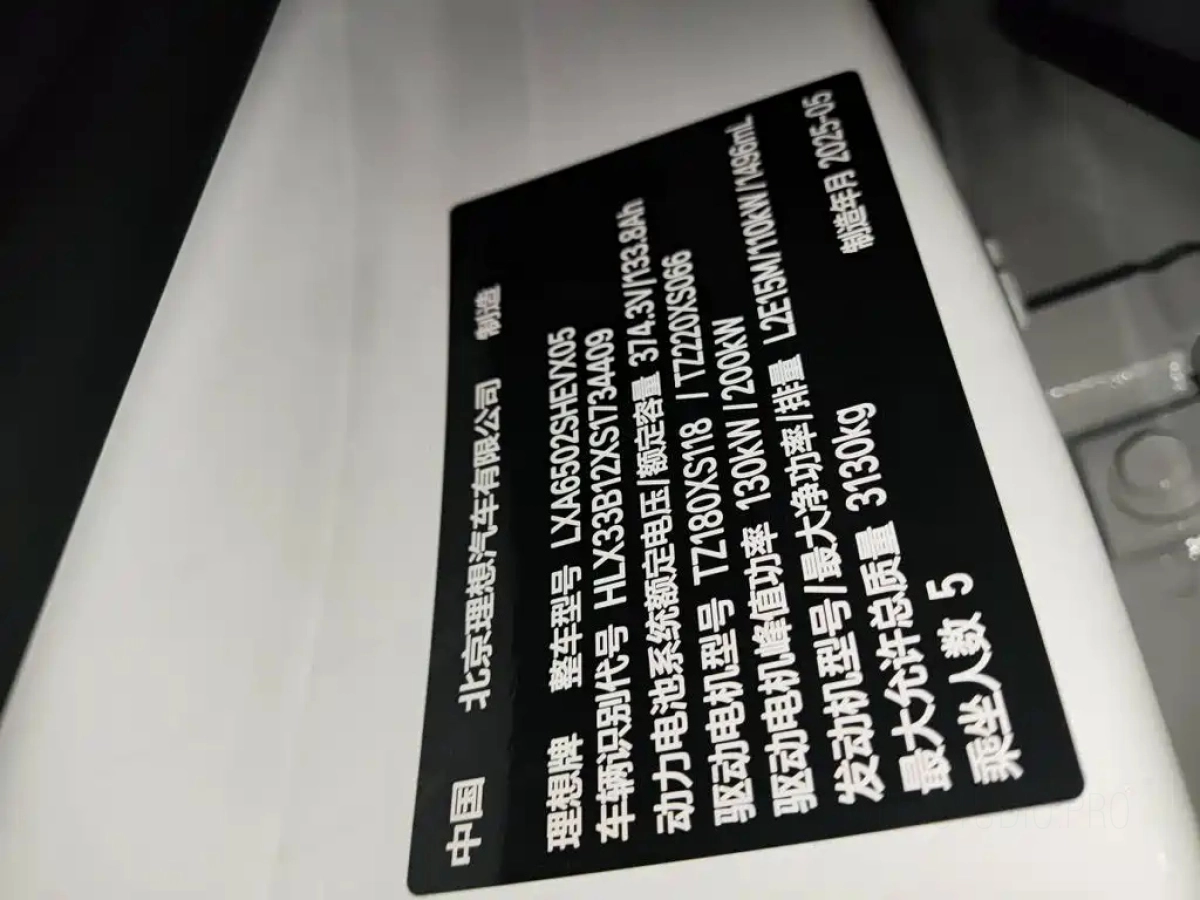 中国 北京理想汽车有限公司 制造
理想牌 整车型号 LXA6502SHEVX05
车辆识别代号 HLX33B12XS1734409
动力电池系统额定电压/额定容量 374.3V/133.8Ah
驱动电机型号 TZ180XS118 /TZ220XS066
驱动电机峰值功率 130kW/200kW
发动机型号/最大净功率/排量 L2E15M/110kW/1496mL
最大允许总质量 3130kg
乘坐人数 5 制造年月 2025-05